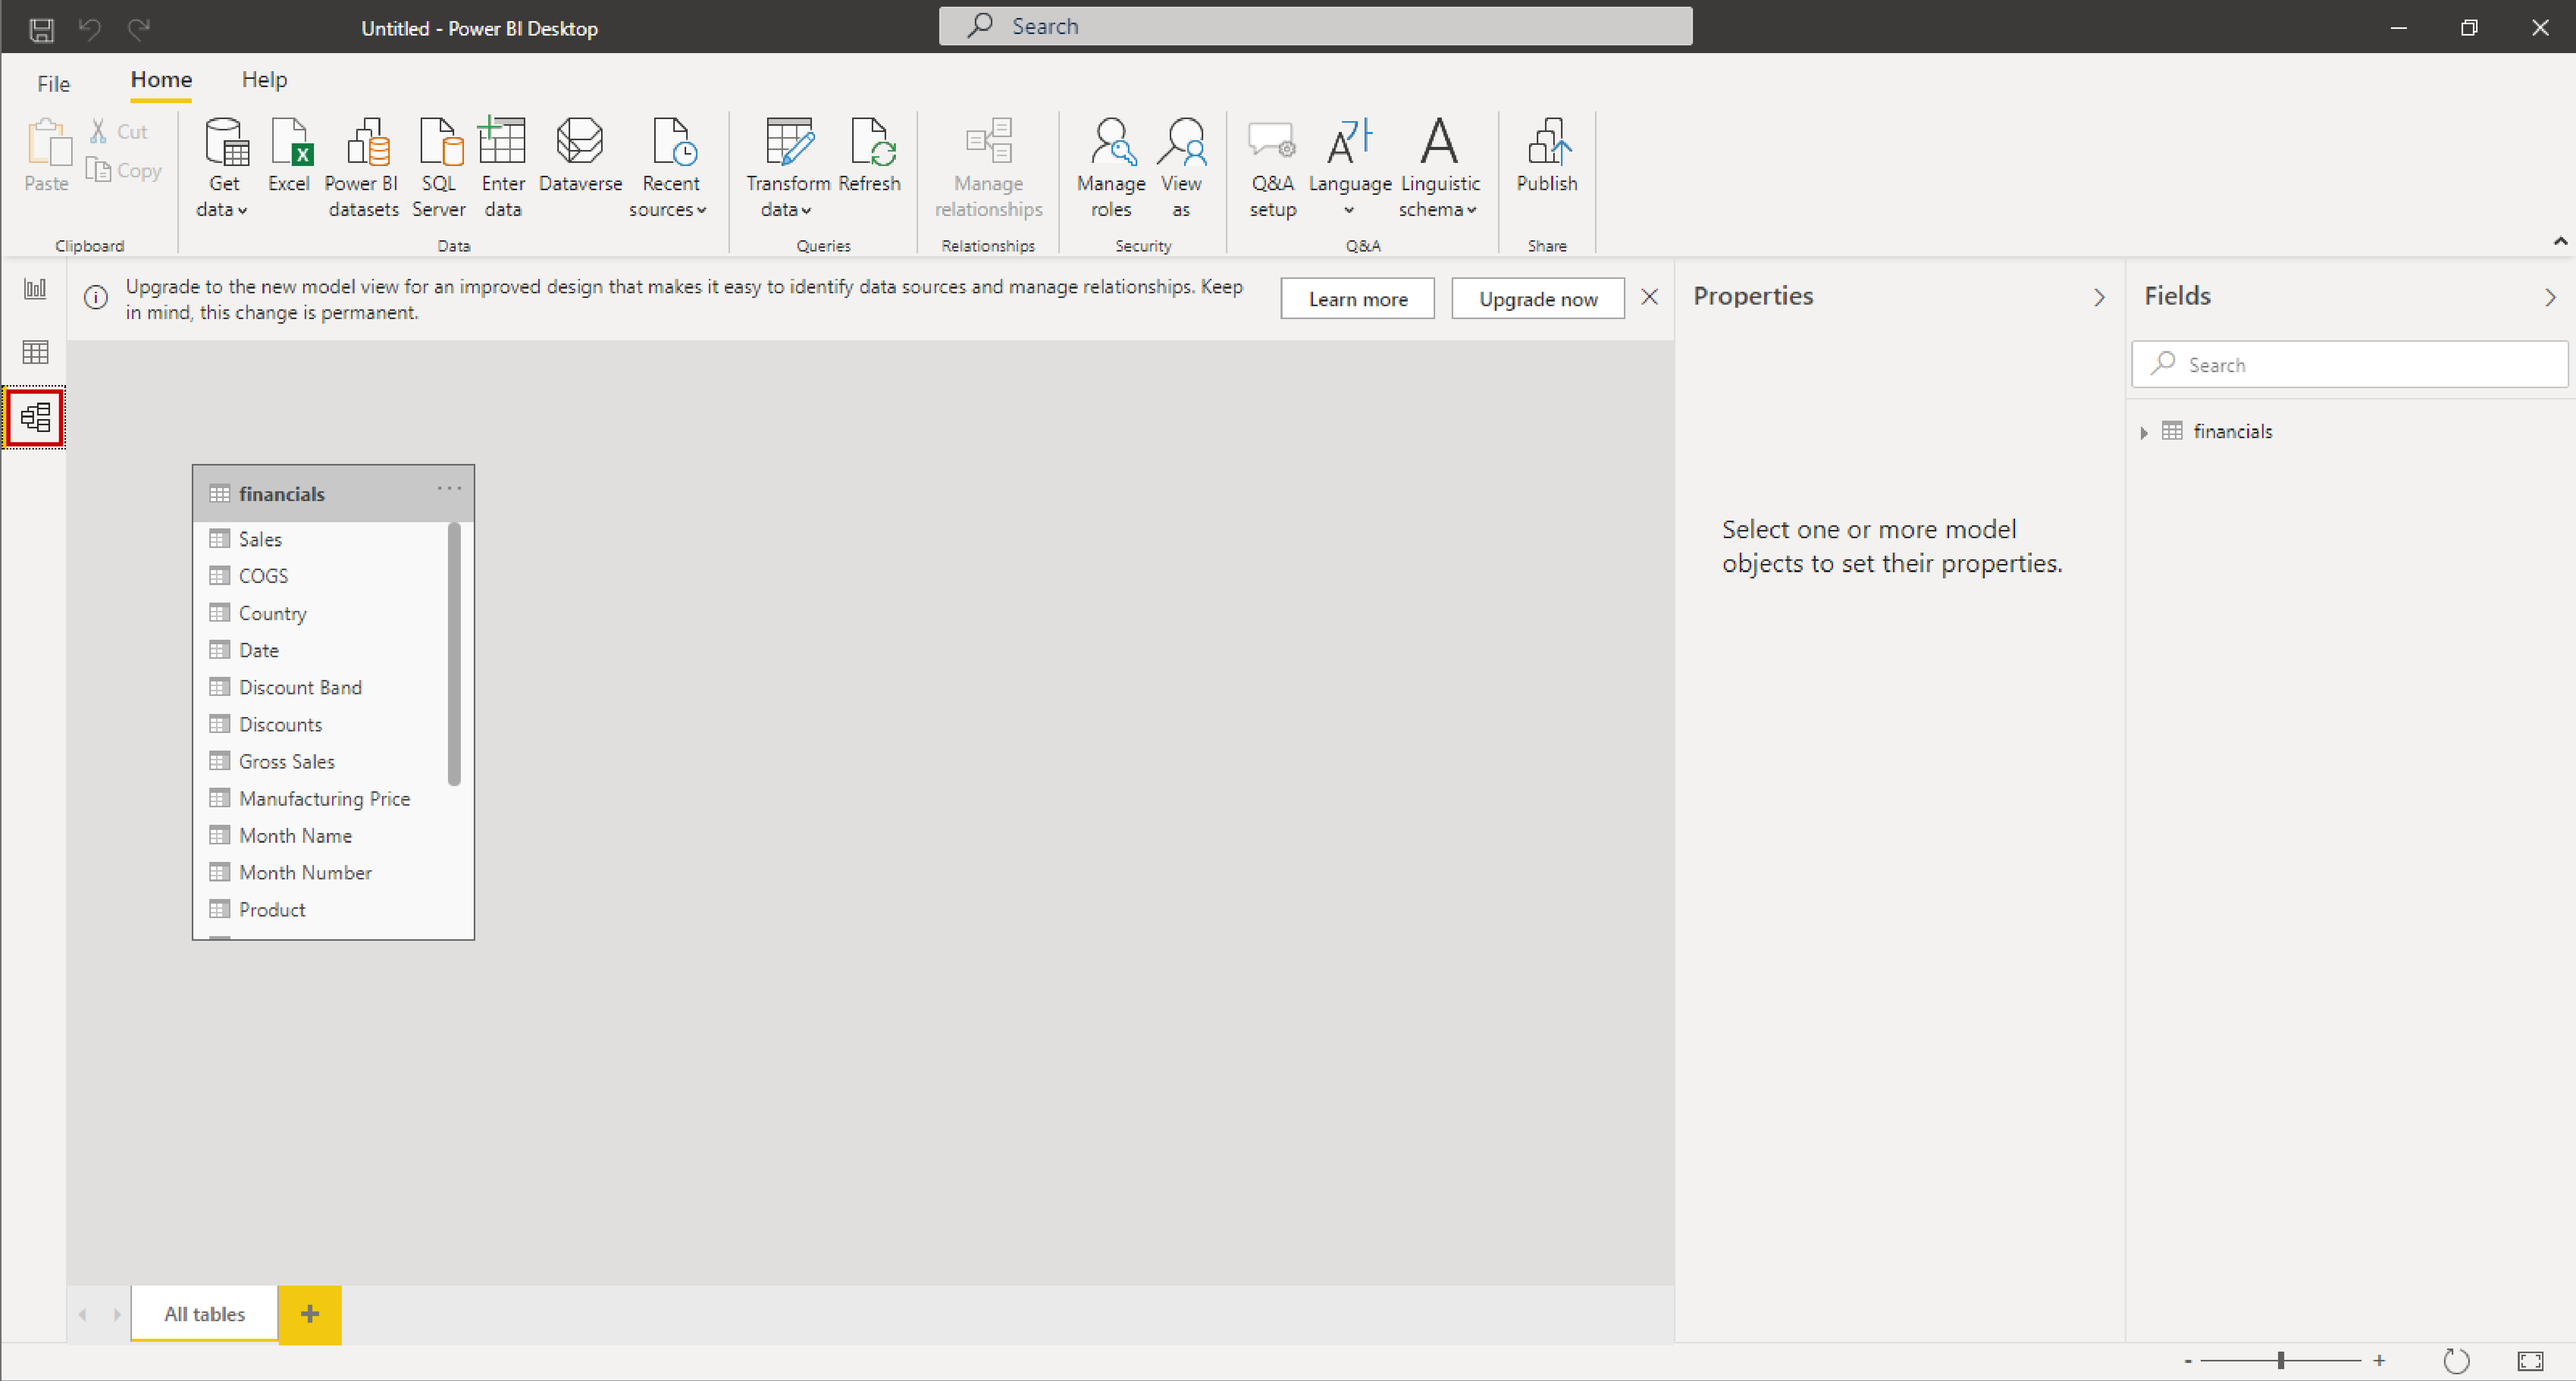 Untitled - Power BI Desktop
Search
File
Home
Help
Paste
Cut
Copy
Clipboard
Get
data
Excel
Power BI
datasets
SQL
Server
Enter
data
Dataverse
Recent
sources
Data
Transform
data
Refresh
Queries
Manage
relationships
Relationships
Manage
roles
View
as
Security
Q&A
setup
Language
Linguistic
schema
Q&A
Publish
Share
Upgrade to the new model view for an improved design that makes it easy to identify data sources and manage relationships. Keep
in mind, this change is permanent.
Learn more
Upgrade now
Properties
Select one or more model
objects to set their properties.
Fields
Search
financials
financials
Sales
COGS
Country
Date
Discount Band
Discounts
Gross Sales
Manufacturing Price
Month Name
Month Number
Product
All tables